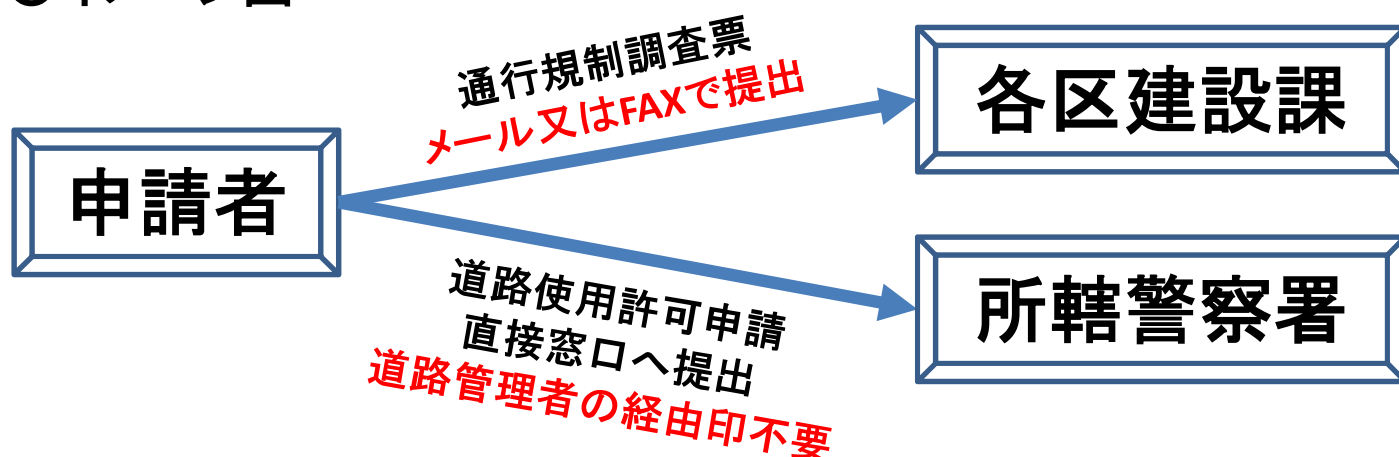 通行規制調査票
メール又はFAXで提出
各区建設課
申請者
道路使用許可申請
直接窓口へ提出
道路管理者の経由印不要
所轄警察署